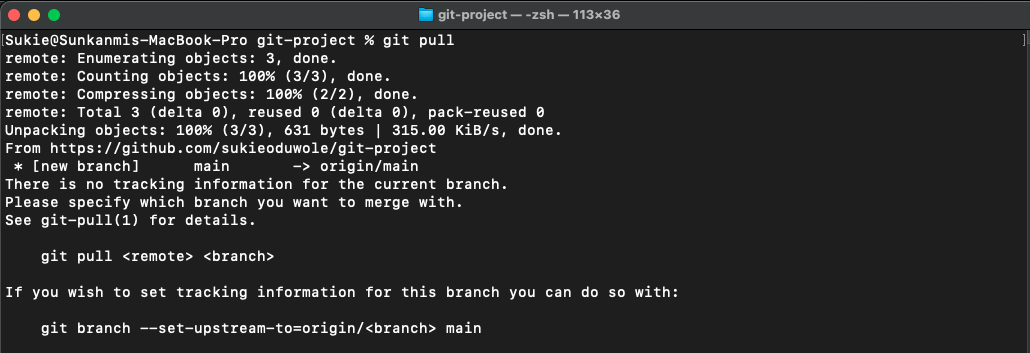 git-project — -zsh — 113×36
[Sukie@Sunkanmis-MacBook-Pro git-project % git pull ]
remote: Enumerating objects: 3, done.
remote: Counting objects: 100% (3/3), done.
remote: Compressing objects: 100% (2/2), done.
remote: Total 3 (delta 0), reused 0 (delta 0), pack-reused 0
Unpacking objects: 100% (3/3), 631 bytes | 315.00 KiB/s, done.
From https://github.com/sukieoduwole/git-project
 * [new branch]      main       -> origin/main
There is no tracking information for the current branch.
Please specify which branch you want to merge with.
See git-pull(1) for details.

    git pull <remote> <branch>

If you wish to set tracking information for this branch you can do so with:

    git branch --set-upstream-to=origin/<branch> main